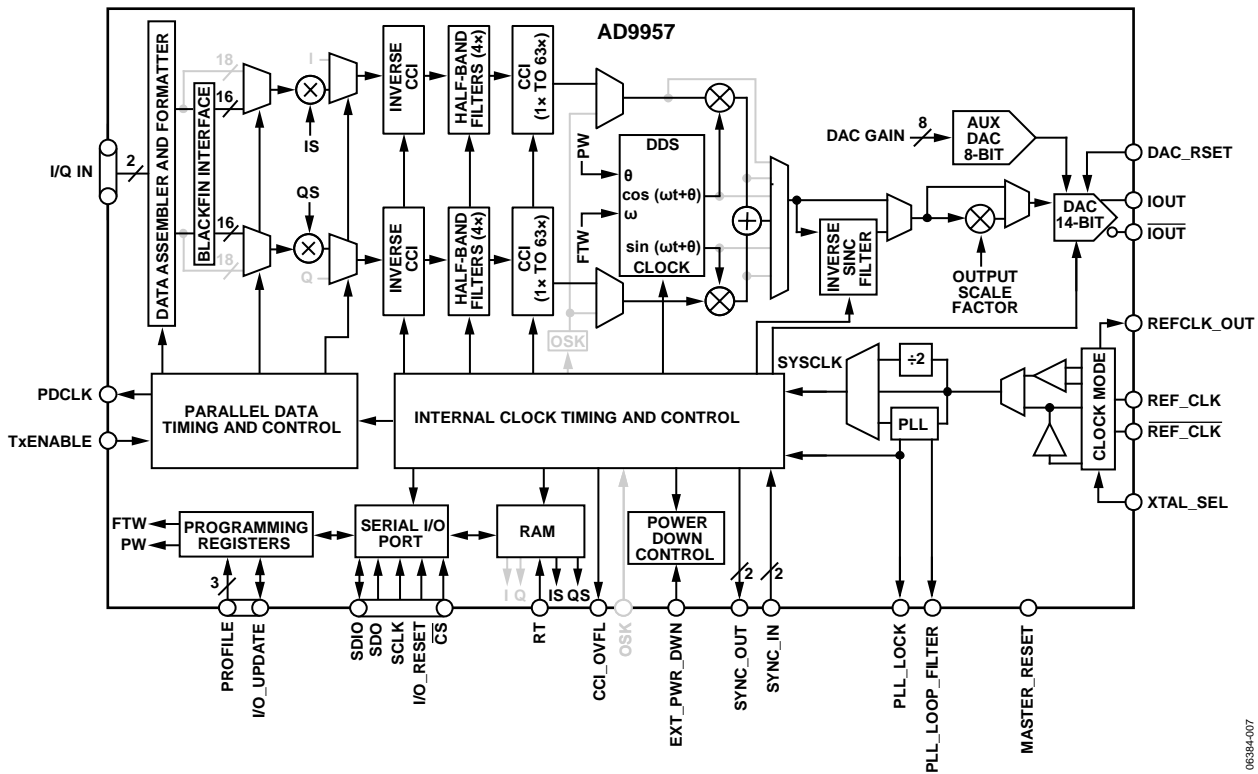 AD9957
I/Q IN
2
DATA ASSEMBLER AND FORMATTER
18
BLACKFIN INTERFACE
16
16
18
IS
QS
I
Q
INVERSE
CCI
HALF-BAND
FILTERS (4×)
CCI
(1× TO 63×)
INVERSE
CCI
HALF-BAND
FILTERS (4×)
CCI
(1× TO 63×)
OSK
PW
FTW
DDS
θ
cos (ωt+θ)
ω
sin (ωt+θ)
CLOCK
INVERSE
SINC
FILTER
OUTPUT
SCALE
FACTOR
DAC GAIN
8
AUX
DAC
8-BIT
DAC
14-BIT
DAC_RSET
IOUT
IOUT
REFCLK_OUT
REF_CLK
REF_CLK
XTAL_SEL
CLOCK MODE
SYSCLK
÷2
PLL
PDCLK
TxENABLE
PARALLEL DATA
TIMING AND CONTROL
INTERNAL CLOCK TIMING AND CONTROL
FTW
PW
PROGRAMMING
REGISTERS
SERIAL I/O
PORT
RAM
POWER
DOWN
CONTROL
3
I
Q
IS
QS
2
2
PROFILE
I/O_UPDATE
SDIO
SDO
SCLK
I/O_RESET
CS
RT
CCI_OVFL
OSK
EXT_PWR_DWN
SYNC_OUT
SYNC_IN
PLL_LOCK
PLL_LOOP_FILTER
MASTER_RESET
06384-007